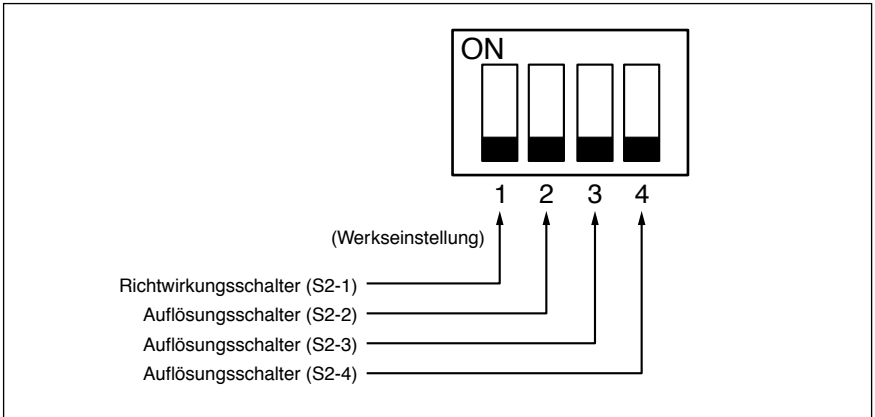 ON
1 2 3 4
(Werkseinstellung)
Richtwirkungsschalter (S2-1)
Auflösungsschalter (S2-2)
Auflösungsschalter (S2-3)
Auflösungsschalter (S2-4)